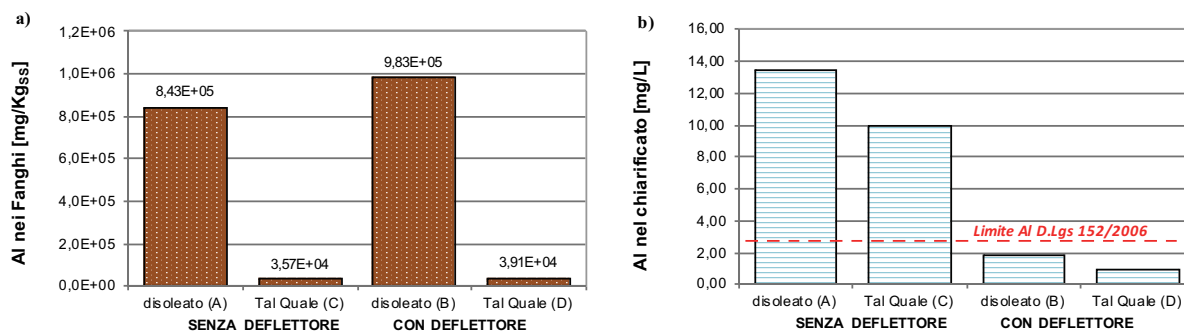 a)
Al nei Fanghi [mg/Kgss]
1,2E+06
1,0E+06
8,0E+05
6,0E+05
4,0E+05
2,0E+05
0,0E+00
8,43E+05
3,57E+04
9,83E+05
3,91E+04
disoleato (A) Tal Quale (C) disoleato (B) Tal Quale (D)
SENZA DEFLETTORE CON DEFLETTORE
b)
Al nel chiarificato [mg/L]
16,00
14,00
12,00
10,00
8,00
6,00
4,00
2,00
0,00
Limite Al D.Lgs 152/2006
disoleato (A) Tal Quale (C) disoleato (B) Tal Quale (D)
SENZA DEFLETTORE CON DEFLETTORE